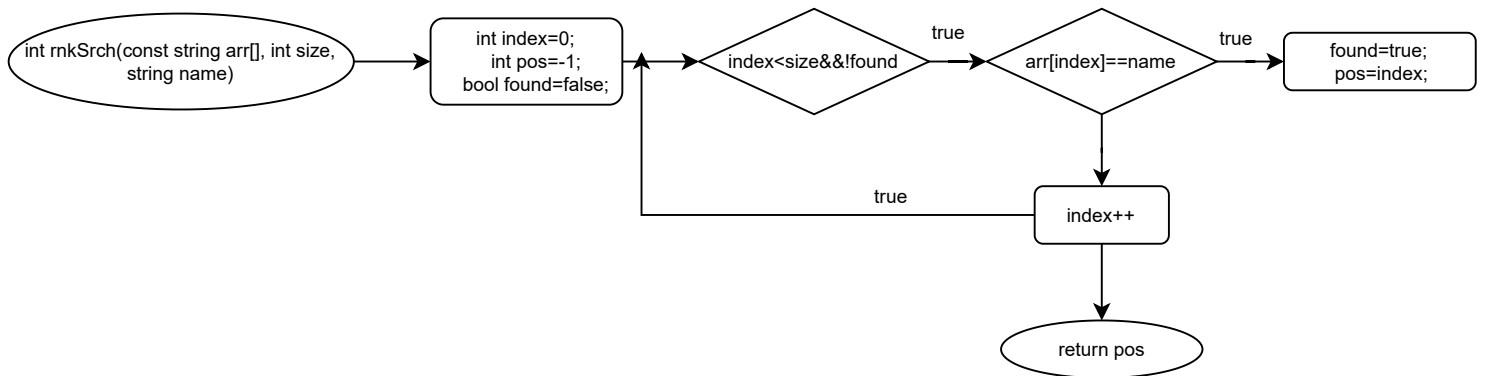 int rnkSrch(const string arr[], int size,
string name)
int index=0;
int pos=-1;
bool found=false;
index<size&&!found
true
arr[index]==name
true
found=true;
pos=index;
true
index++
return pos